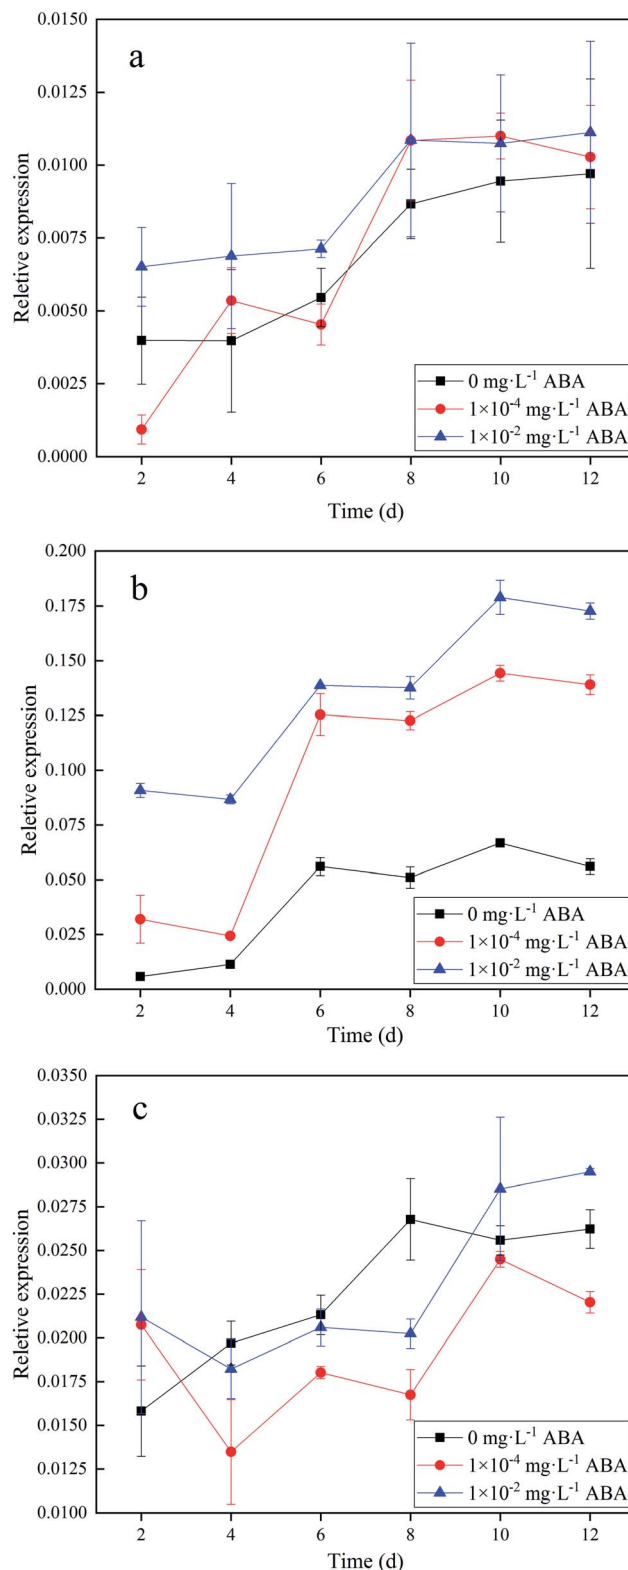 a
0.0150
0.0125
0.0100
0.0075
0.0050
0.0025
0.0000
Reletive expression
0 mg·L⁻¹ ABA
1×10⁻⁴ mg·L⁻¹ ABA
1×10⁻² mg·L⁻¹ ABA
2 4 6 8 10 12
Time (d)
b
0.200
0.175
0.150
0.125
0.100
0.075
0.050
0.025
0.000
Reletive expression
0 mg·L⁻¹ ABA
1×10⁻⁴ mg·L⁻¹ ABA
1×10⁻² mg·L⁻¹ ABA
2 4 6 8 10 12
Time (d)
c
0.0350
0.0325
0.0300
0.0275
0.0250
0.0225
0.0200
0.0175
0.0150
0.0125
0.0100
Reletive expression
0 mg·L⁻¹ ABA
1×10⁻⁴ mg·L⁻¹ ABA
1×10⁻² mg·L⁻¹ ABA
2 4 6 8 10 12
Time (d)